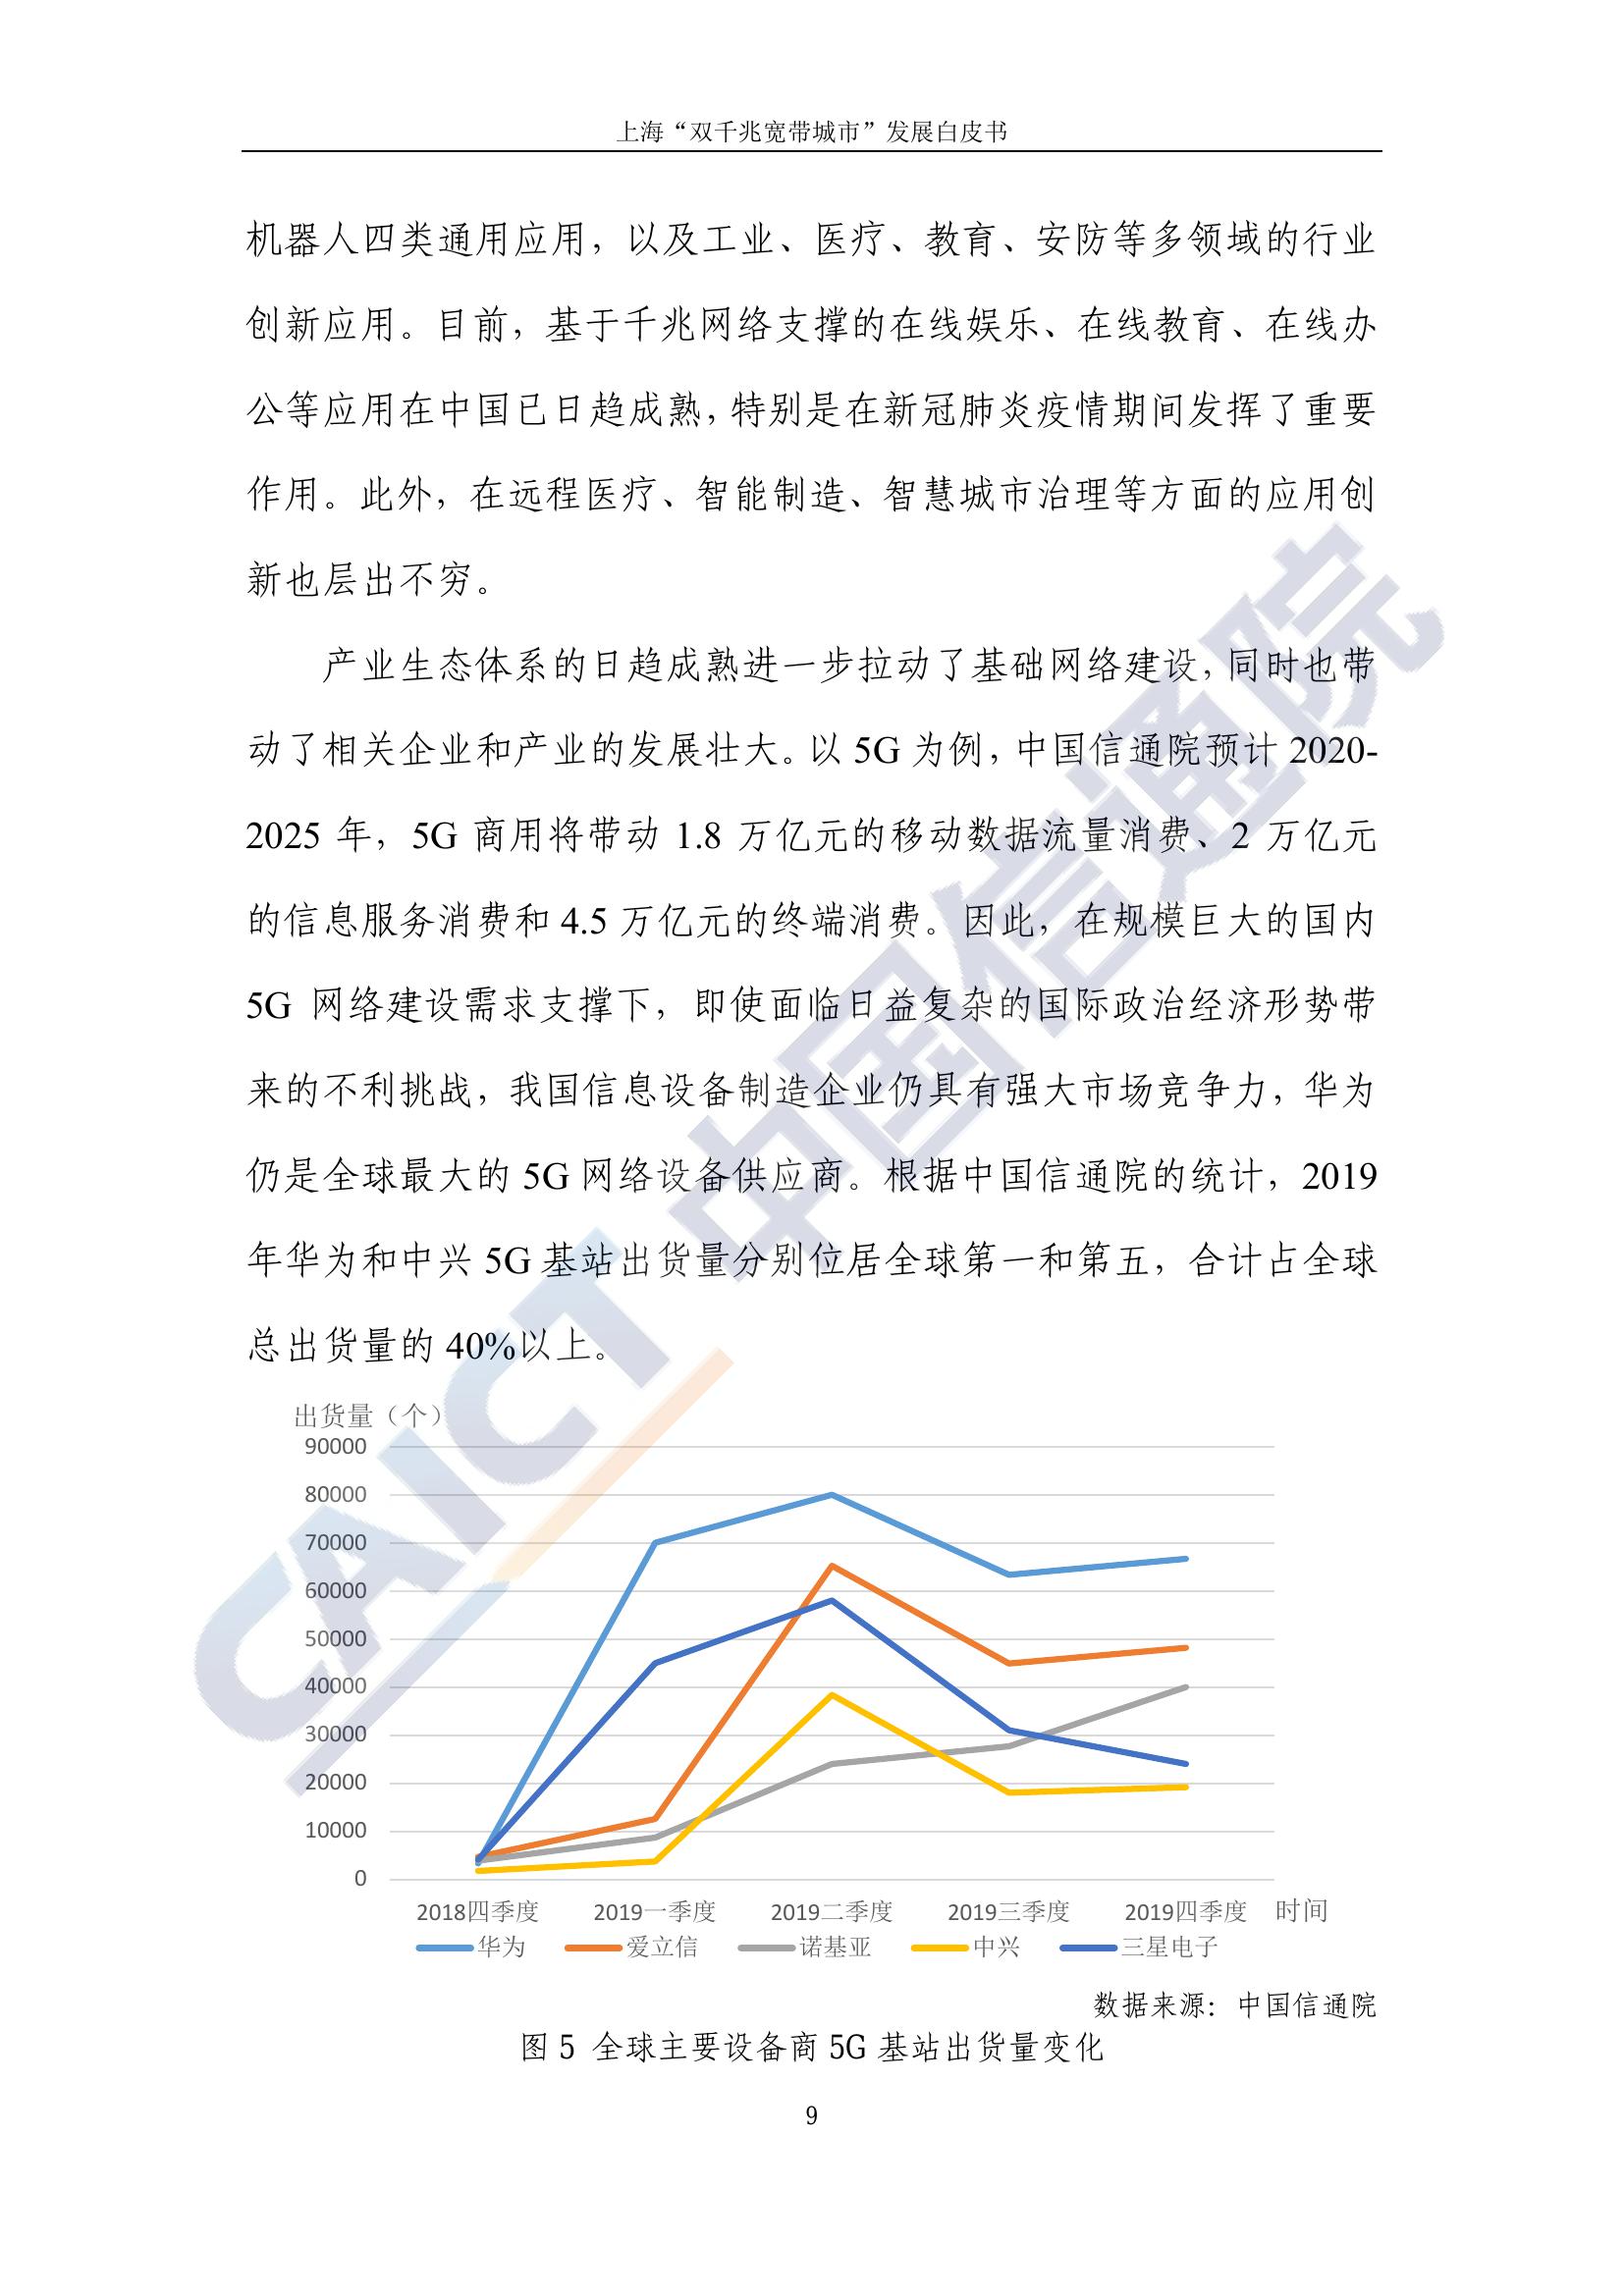 上海“双千兆宽带城市”发展白皮书
机器人四类通用应用，以及工业、医疗、教育、安防等多领域的行业
创新应用。目前，基于千兆网络支撑的在线娱乐、在线教育、在线办
公等应用在中国已日趋成熟，特别是在新冠肺炎疫情期间发挥了重要
作用。此外，在远程医疗、智能制造、智慧城市治理等方面的应用创
新也层出不穷。
产业生态体系的日趋成熟进一步拉动了基础网络建设，同时也带
动了相关企业和产业的发展壮大。以 5G 为例，中国信通院预计 2020-
2025 年，5G 商用将带动 1.8 万亿元的移动数据流量消费、2 万亿元
的信息服务消费和 4.5 万亿元的终端消费。因此，在规模巨大的国内
5G 网络建设需求支撑下，即使面临日益复杂的国际政治经济形势带
来的不利挑战，我国信息设备制造企业仍具有强大市场竞争力，华为
仍是全球最大的 5G 网络设备供应商。根据中国信通院的统计，2019
年华为和中兴 5G 基站出货量分别位居全球第一和第五，合计占全球
总出货量的 40%以上。
CAICT 中国信通院
出货量（个）
90000
80000
70000
60000
50000
40000
30000
20000
10000
0
2018四季度 2019一季度 2019二季度 2019三季度 2019四季度 时间
华为 爱立信 诺基亚 中兴 三星电子
数据来源：中国信通院
图 5 全球主要设备商 5G 基站出货量变化
9